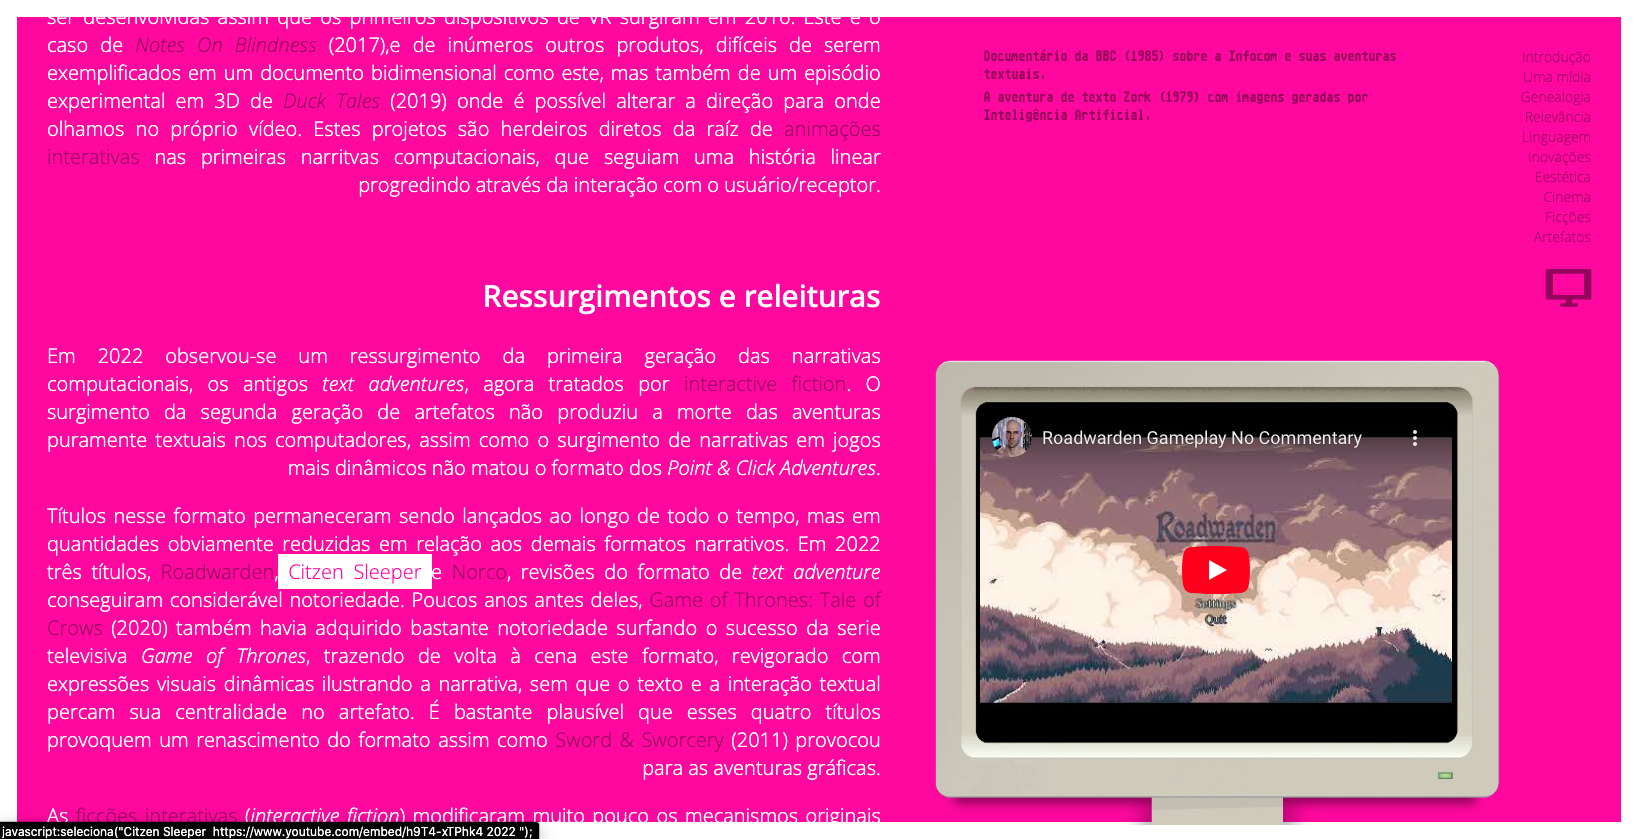 ser desenvolvidas assim que os primeiros dispositivos de VR surgiram em 2016. Este é o
caso de Notes On Blindness (2017),e de inúmeros outros produtos, difíceis de serem
exemplificados em um documento bidimensional como este, mas também de um episódio
experimental em 3D de Duck Tales (2019) onde é possível alterar a direção para onde
olhamos no próprio vídeo. Estes projetos são herdeiros diretos da raíz de animações
interativas nas primeiras narritvas computacionais, que seguiam uma história linear
progredindo através da interação com o usuário/receptor.
Ressurgimentos e releituras
Em 2022 observou-se um ressurgimento da primeira geração das narrativas
computacionais, os antigos text adventures, agora tratados por interactive fiction. O
surgimento da segunda geração de artefatos não produziu a morte das aventuras
puramente textuais nos computadores, assim como o surgimento de narrativas em jogos
mais dinâmicos não matou o formato dos Point & Click Adventures.
Títulos nesse formato permaneceram sendo lançados ao longo de todo o tempo, mas em
quantidades obviamente reduzidas em relação aos demais formatos narrativos. Em 2022
três títulos, Roadwarden, Citzen Sleeper e Norco, revisões do formato de text adventure
conseguiram considerável notoriedade. Poucos anos antes deles, Game of Thrones: Tale of
Crows (2020) também havia adquirido bastante notoriedade surfando o sucesso da serie
televisiva Game of Thrones, trazendo de volta à cena este formato, revigorado com
expressões visuais dinâmicas ilustrando a narrativa, sem que o texto e a interação textual
percam sua centralidade no artefato. É bastante plausível que esses quatro títulos
provoquem um renascimento do formato assim como Sword & Sworcery (2011) provocou
para as aventuras gráficas.
As ficções interativas (interactive fiction) modificaram muito pouco os mecanismos originais
javascript:seleciona("Citzen Sleeper https://www.youtube.com/embed/h9T4-xTPhk4 2022 ");
Documentário da BBC (1985) sobre a Infocom e suas aventuras
textuais.
A aventura de texto Zork (1979) com imagens geradas por
Inteligência Artificial.
Introdução
Uma mídia
Genealogia
Relevância
Linguagem
Inovações
Eestética
Cinema
Ficções
Artefatos
Roadwarden Gameplay No Commentary
Roadwarden
Settings
Quit